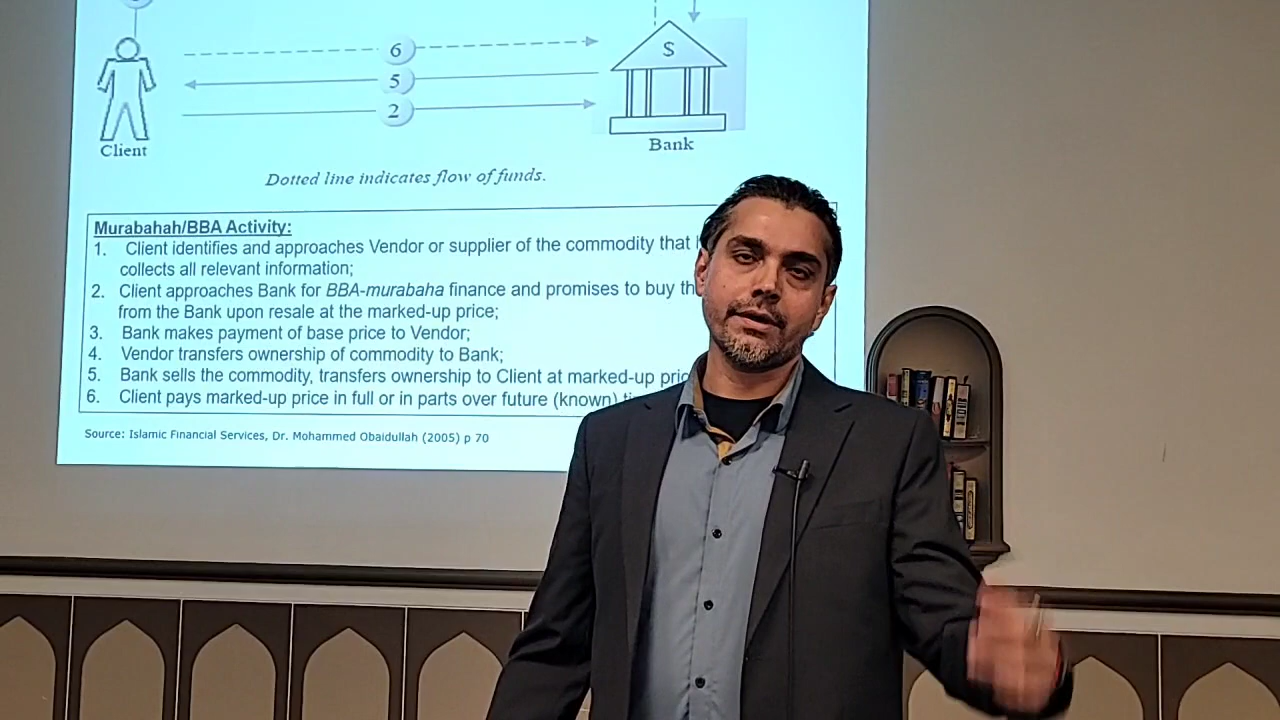 6
$
5
2
Client
Bank
Dotted line indicates flow of funds.
Murabahah/BBA Activity:
1. Client identifies and approaches Vendor or supplier of the commodity that
collects all relevant information;
2. Client approaches Bank for BBA-murabaha finance and promises to buy
from the Bank upon resale at the marked-up price;
3. Bank makes payment of base price to Vendor;
4. Vendor transfers ownership of commodity to Bank;
5. Bank sells the commodity, transfers ownership to Client at marked-up
6. Client pays marked-up price in full or in parts over future (known)
Source: Islamic Financial Services, Dr. Mohammed Obaidullah (2005) p 70